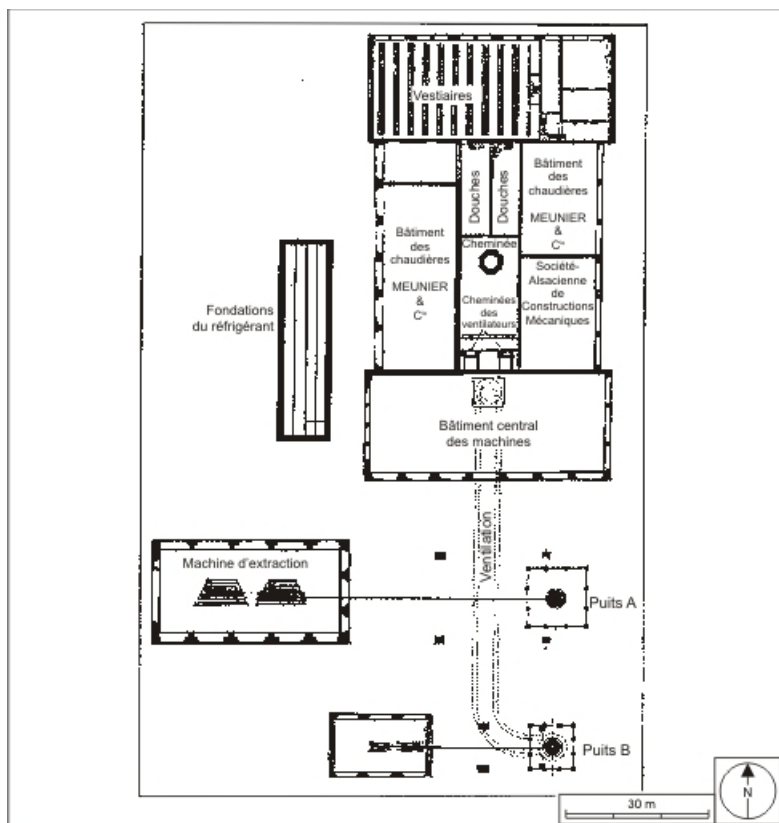 Vestiaires
Douches
Douches
Bâtiment
des
chaudières
MEUNIER
&
Cie
Bâtiment
des
chaudières
MEUNIER
&
Cie
Cheminée
Cheminées
des
ventilateurs
Société-
Alsacienne
de
Constructions
Mécaniques
Fondations
du réfrigérant
Bâtiment central
des machines
Ventilation
Machine d'extraction
Puits A
Puits B
30 m
N